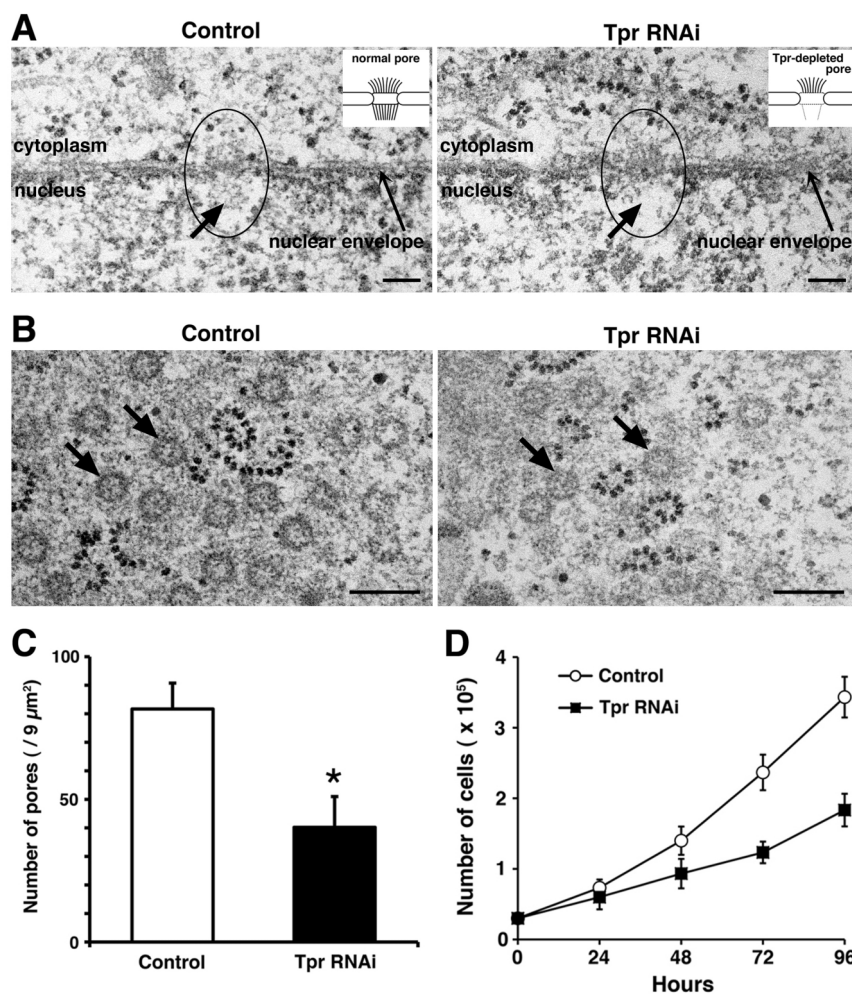 A
Control
Tpr RNAi
normal pore
cytoplasm
nucleus
nuclear envelope
Tpr-depleted
pore
cytoplasm
nucleus
nuclear envelope
B
Control
Tpr RNAi
C
Number of pores ( / 9 µm²)
100
50
0
*
Control
Tpr RNAi
D
Number of cells ( x 10⁵)
4
3
2
1
0
Control
Tpr RNAi
0 24 48 72 96
Hours